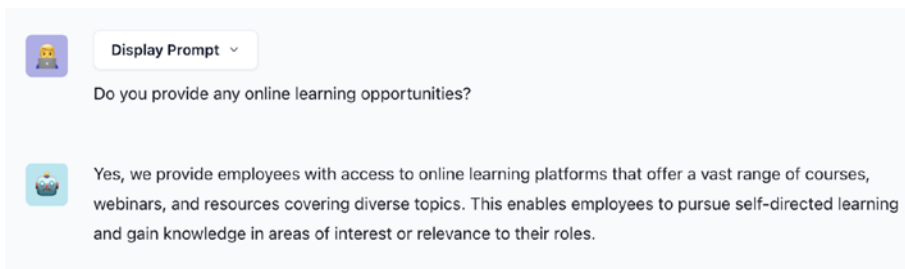 Display Prompt
Do you provide any online learning opportunities?
Yes, we provide employees with access to online learning platforms that offer a vast range of courses,
webinars, and resources covering diverse topics. This enables employees to pursue self-directed learning
and gain knowledge in areas of interest or relevance to their roles.